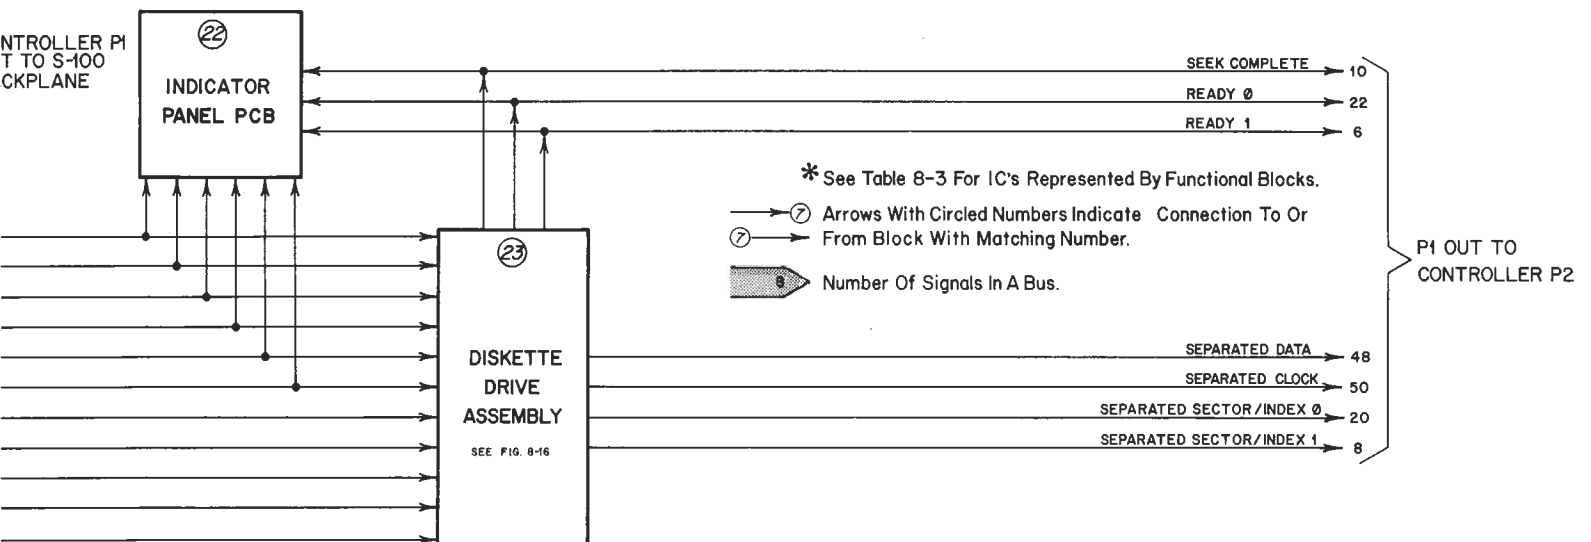 NTROLLER P1
T TO S-100
CKPLANE
22
INDICATOR
PANEL PCB
SEEK COMPLETE 10
READY Ø 22
READY 1 6
*See Table 8-3 For IC's Represented By Functional Blocks.
7 Arrows With Circled Numbers Indicate Connection To Or
7 From Block With Matching Number.
8 Number Of Signals In A Bus.
P1 OUT TO
CONTROLLER P2
23
DISKETTE
DRIVE
ASSEMBLY
SEE FIG. 8-16
SEPARATED DATA 48
SEPARATED CLOCK 50
SEPARATED SECTOR/INDEX Ø 20
SEPARATED SECTOR/INDEX 1 8